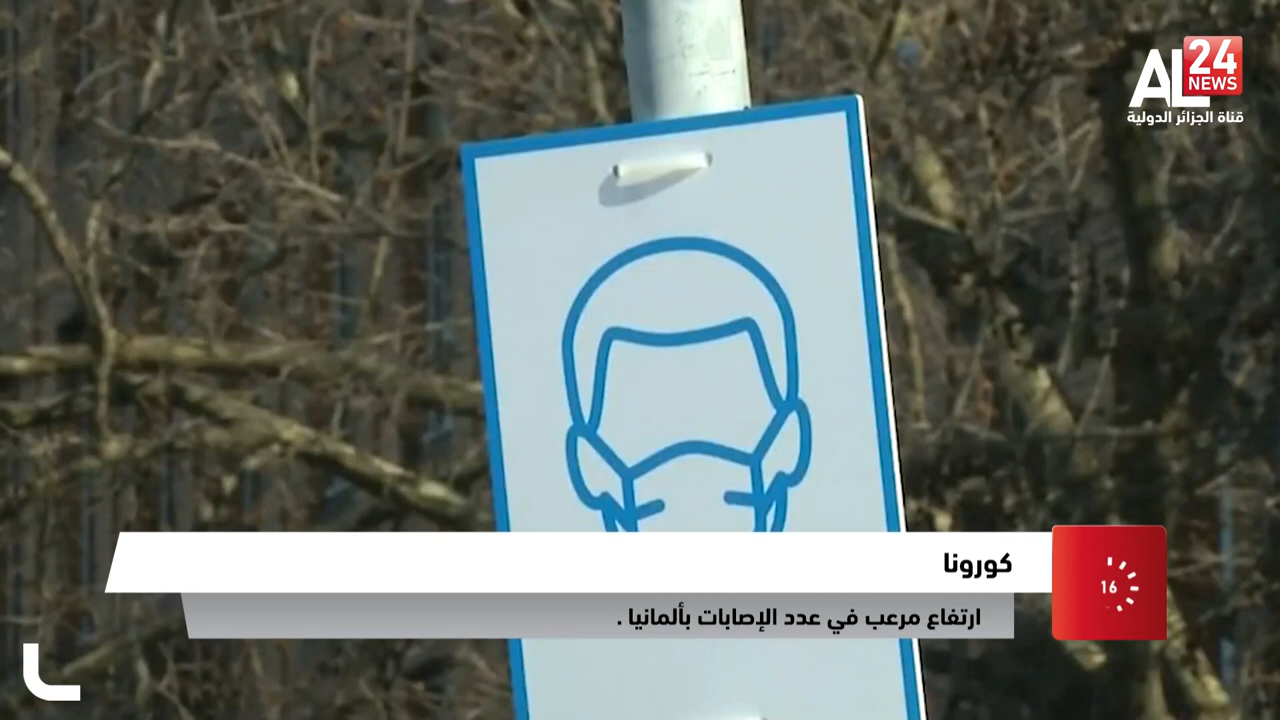 AL
24
NEWS
قناة الجزائر الدولية
كورونا
16
ارتفاع مرعب في عدد الإصابات بألمانيا .